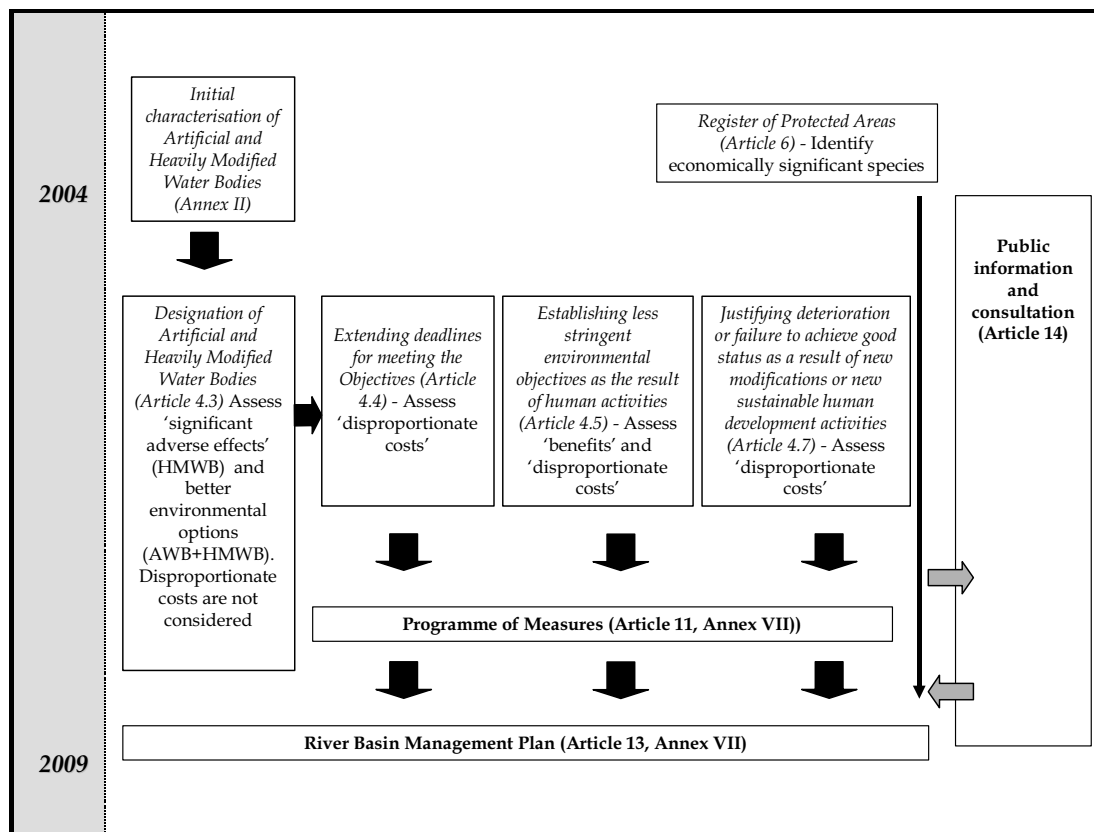 Initial
characterisation of
Artificial and
Heavily Modified
Water Bodies
(Annex II)
Register of Protected Areas
(Article 6) - Identify
economically significant species
2004
Public
information
and
consultation
(Article 14)
Designation of
Artificial and
Heavily Modified
Water Bodies
(Article 4.3) Assess
‘significant
adverse effects’
(HMWB) and
better
environmental
options
(AWB+HMWB).
Disproportionate
costs are not
considered
Extending deadlines
for meeting the
Objectives (Article
4.4) - Assess
‘disproportionate
costs’
Establishing less
stringent
environmental
objectives as the result
of human activities
(Article 4.5) - Assess
‘benefits’ and
‘disproportionate
costs’
Justifying deterioration
or failure to achieve good
status as a result of new
modifications or new
sustainable human
development activities
(Article 4.7) - Assess
‘disproportionate
costs’
Programme of Measures (Article 11, Annex VII))
River Basin Management Plan (Article 13, Annex VII)
2009